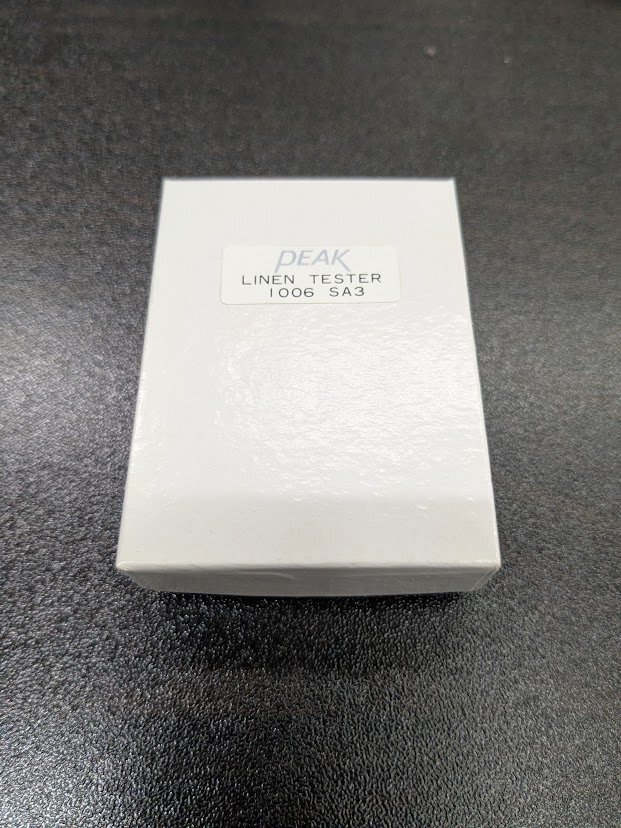 PEAK
LINEN TESTER
1006 SA3